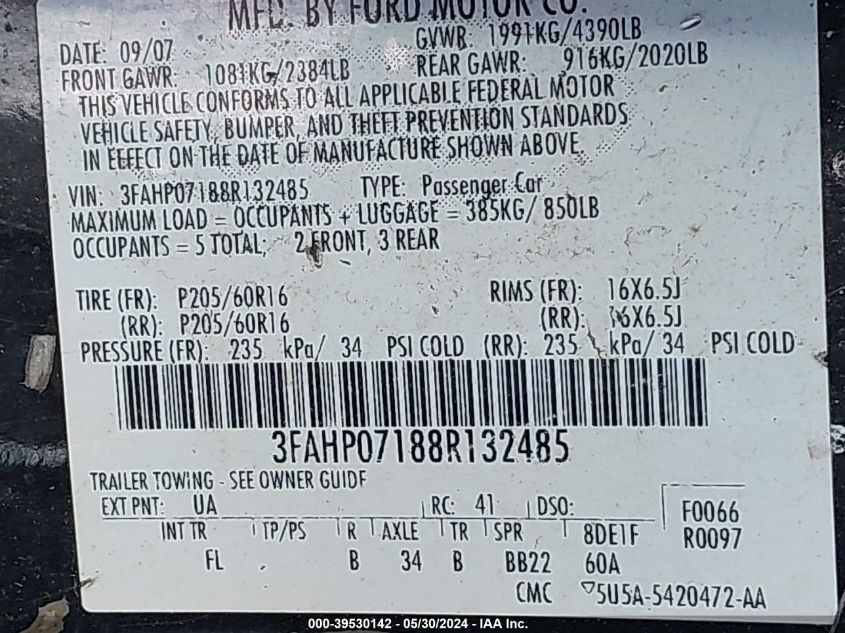 MFD. BY FORD MOTOR CO.
DATE: 09/07 GVWR: 1991KG/4390LB
FRONT GAWR: 1081KG/2384LB REAR GAWR: 916KG/2020LB
THIS VEHICLE CONFORMS TO ALL APPLICABLE FEDERAL MOTOR
VEHICLE SAFETY, BUMPER, AND THEFT PREVENTION STANDARDS
IN EFFECT ON THE DATE OF MANUFACTURE SHOWN ABOVE.
VIN: 3FAHP07188R132485 TYPE: Passenger Car
MAXIMUM LOAD = OCCUPANTS + LUGGAGE = 385KG/ 850LB
OCCUPANTS = 5 TOTAL; 2 FRONT, 3 REAR
TIRE (FR): P205/60R16 RIMS (FR): 16X6.5J
(RR): P205/60R16 (RR): 16X6.5J
PRESSURE (FR): 235 kPa/ 34 PSI COLD (RR): 235 kPa/ 34 PSI COLD
3FAHP07188R132485
TRAILER TOWING - SEE OWNER GUIDE
EXT PNT: UA RC: 41 DSO: F0066
INT TR TP/PS R AXLE TR SPR 8DE1F R0097
FL B 34 B BB22 60A
CMC 5U5A-5420472-AA
000-39530142 - 05/30/2024 - IAA Inc.